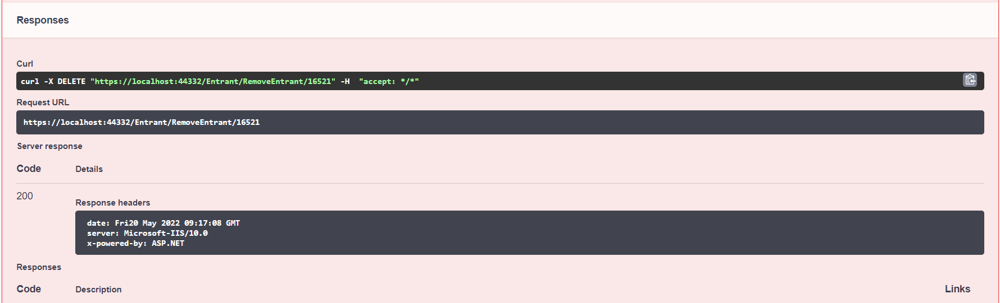 Responses
Curl
curl -X DELETE "https://localhost:44332/Entrant/RemoveEntrant/16521" -H  "accept: */*"
Request URL
https://localhost:44332/Entrant/RemoveEntrant/16521
Server response
Code Details
200
Response headers
date: Fri20 May 2022 09:17:08 GMT
server: Microsoft-IIS/10.0
x-powered-by: ASP.NET
Responses
Code Description Links